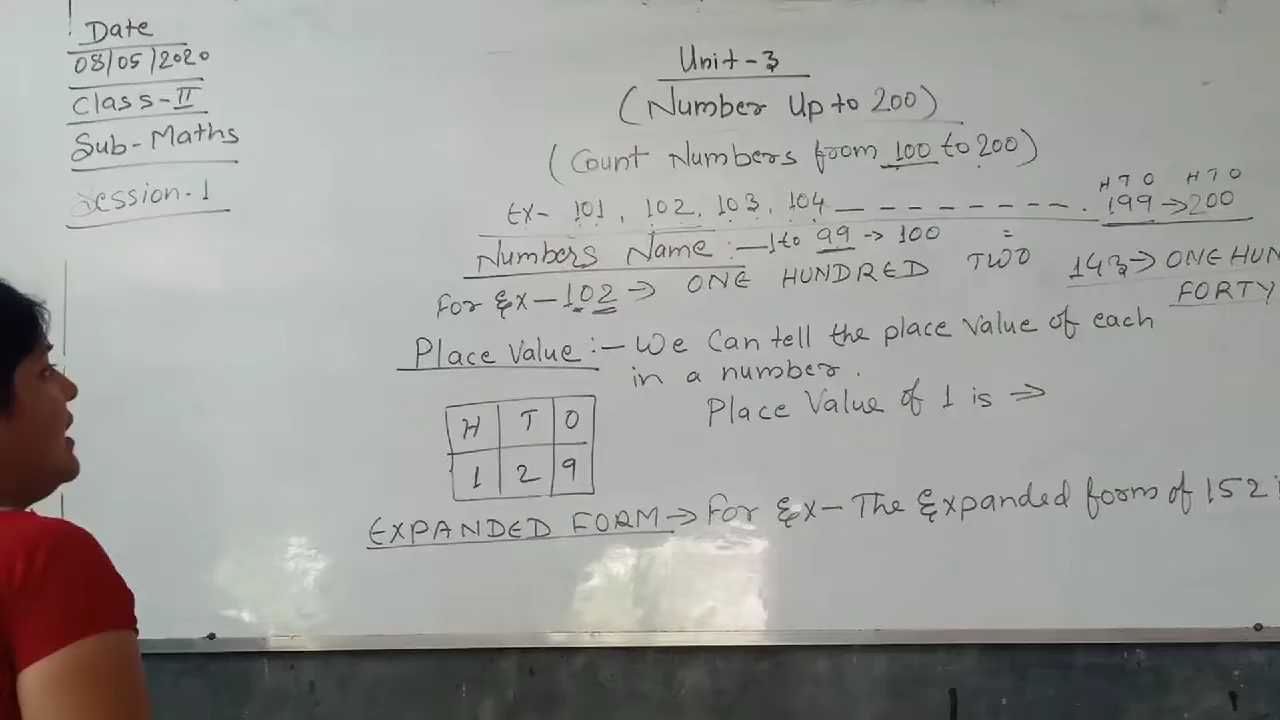 Date
08/05/2020
Class-II
Sub-Maths
Session-1
Unit-3
(Number Up to 200)
(Count Numbers from 100 to 200)
H T O H T O
Ex- 101, 102, 103, 104 _ _ _ _ _ _ _ _ . 199 → 200
Numbers Name :- 1 to 99 → 100
For Ex - 102 → ONE HUNDRED TWO 143 → ONE HUN
FORTY
Place Value :- We Can tell the place Value of each
in a number.
H T O
1 2 9
Place Value of 1 is ⇒
EXPANDED FORM → For Ex - The Expanded form of 152 i